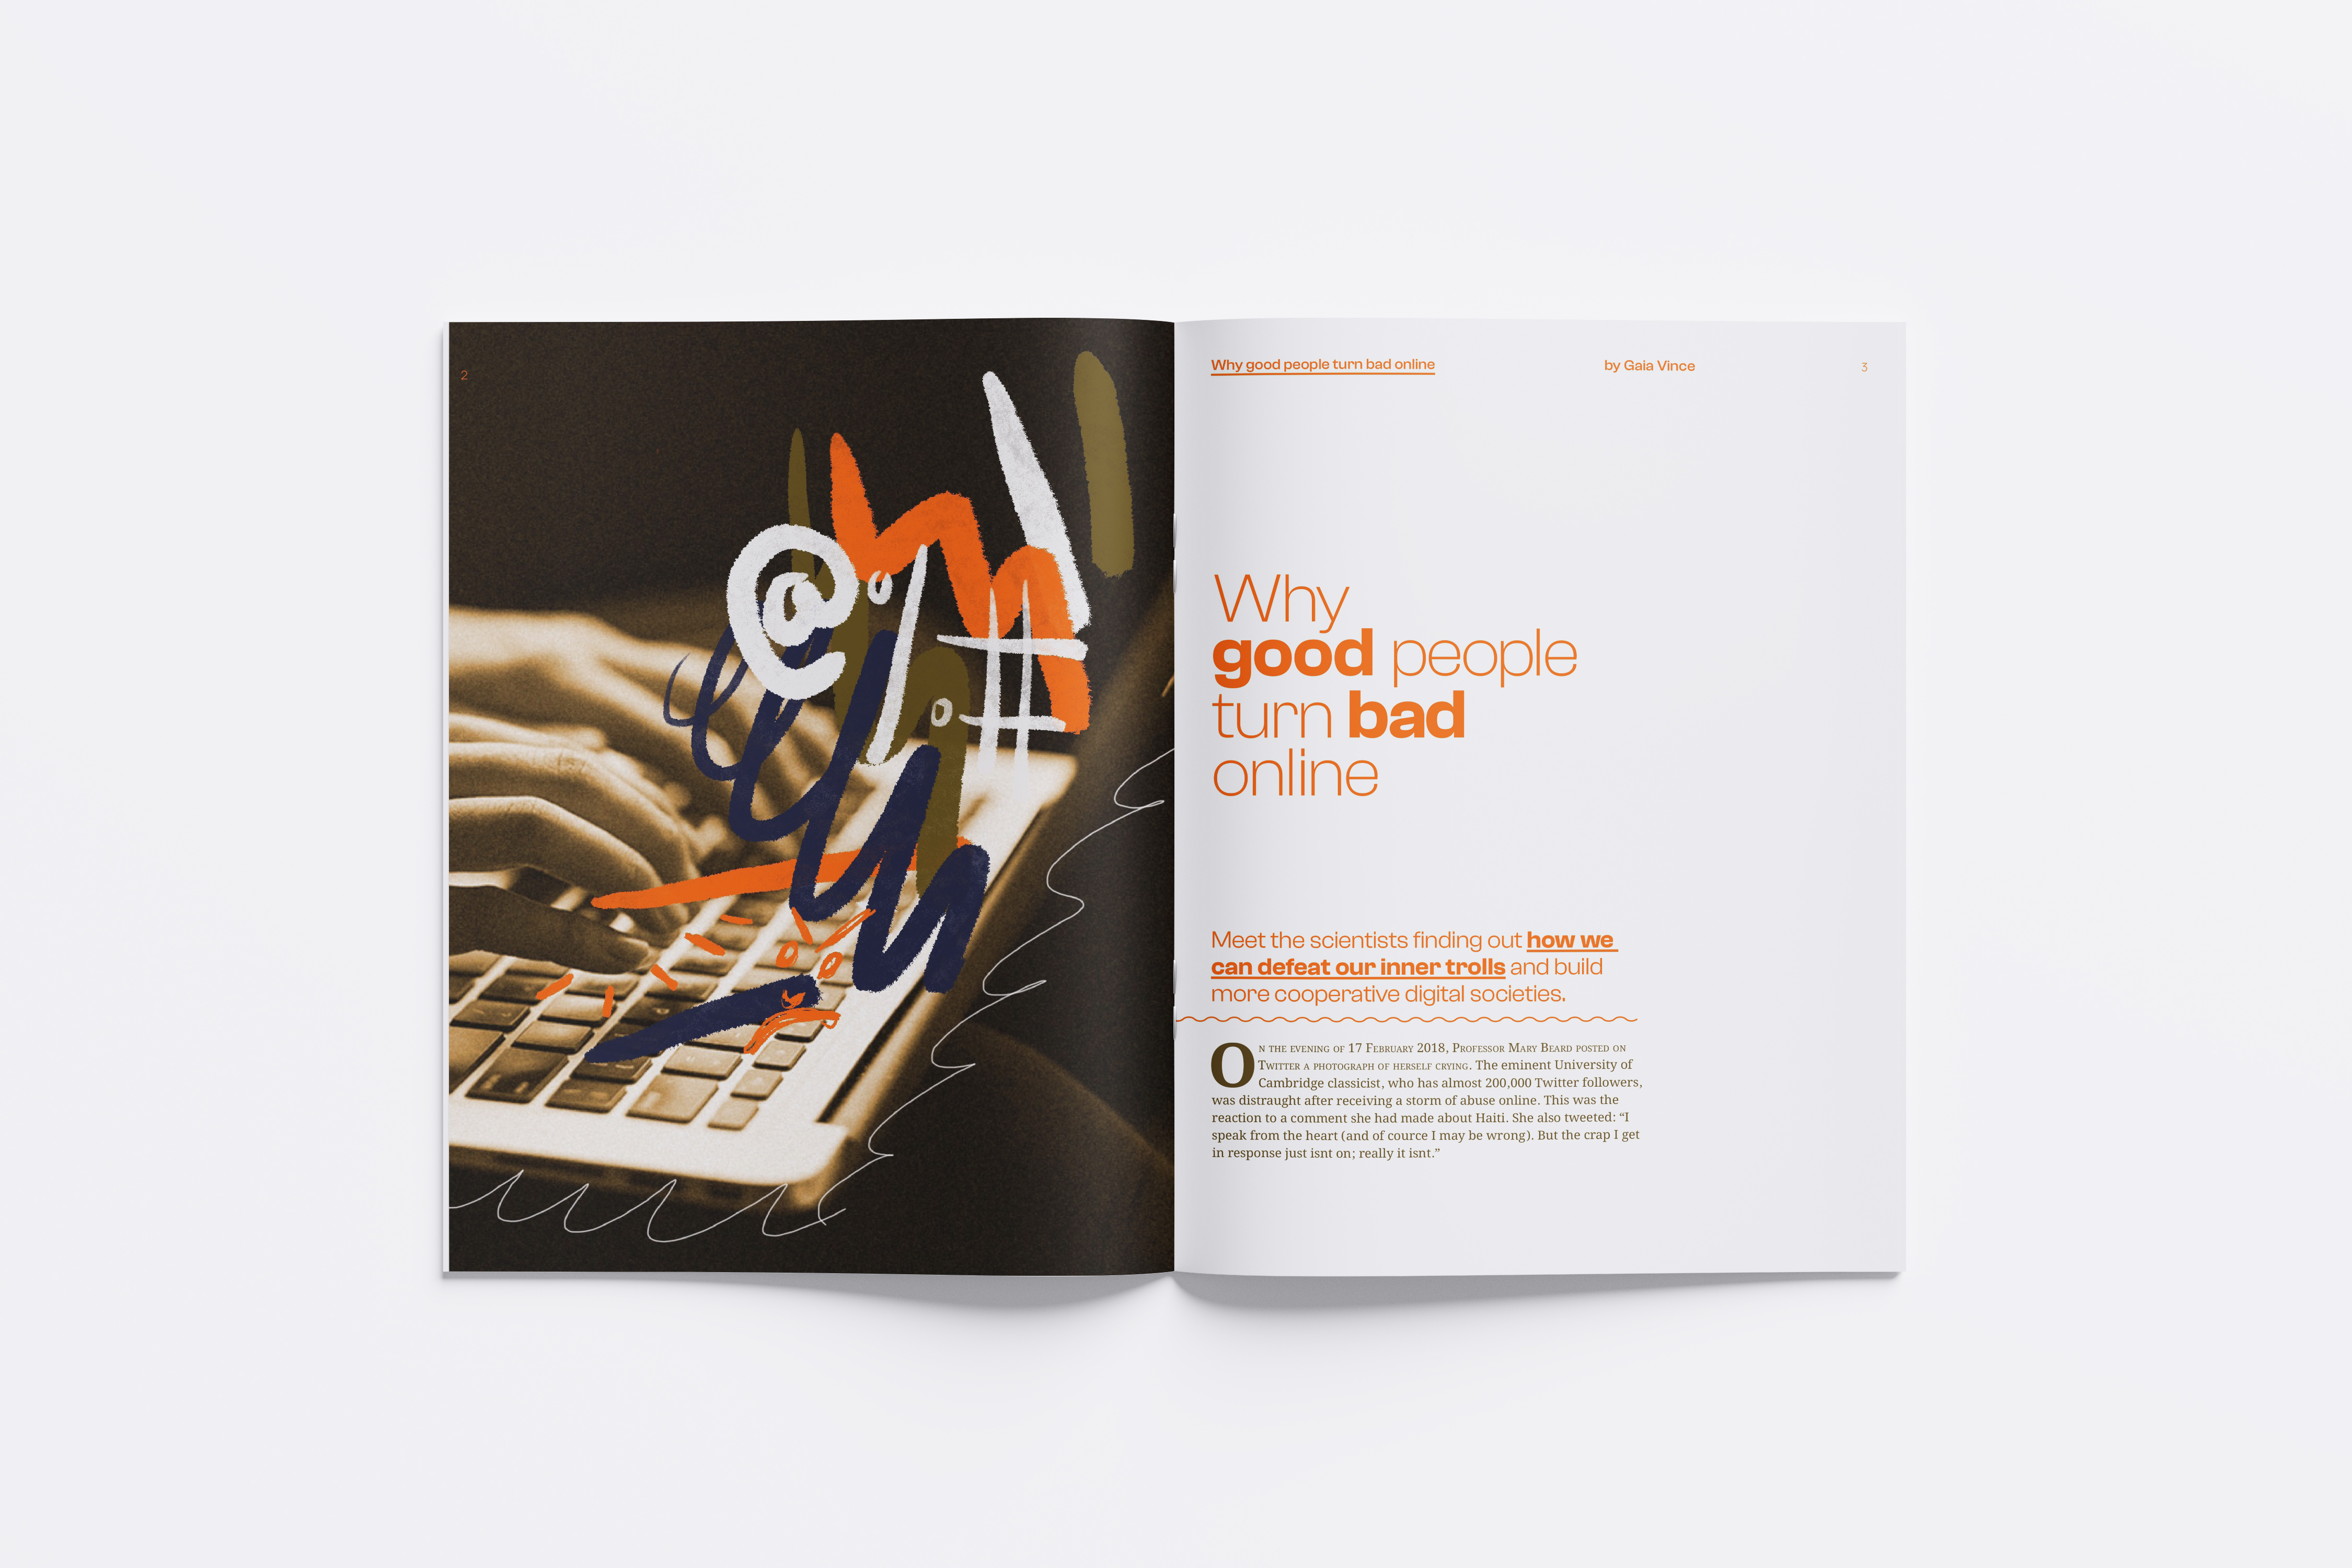 2
@%#!
Why good people turn bad online
by Gaia Vince
3
Why
good people
turn bad
online
Meet the scientists finding out how we
can defeat our inner trolls and build
more cooperative digital societies.
ON THE EVENING OF 17 FEBRUARY 2018, PROFESSOR MARY BEARD POSTED ON
TWITTER A PHOTOGRAPH OF HERSELF CRYING. The eminent University of
Cambridge classicist, who has almost 200,000 Twitter followers,
was distraught after receiving a storm of abuse online. This was the
reaction to a comment she had made about Haiti. She also tweeted: “I
speak from the heart (and of cource I may be wrong). But the crap I get
in response just isnt on; really it isnt.”